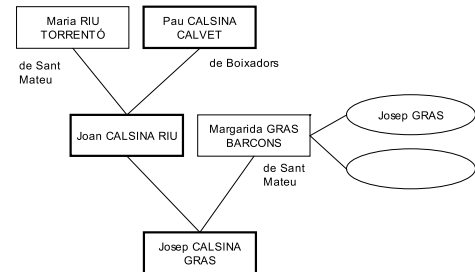 Maria RIU
TORRENTÓ
Pau CALSINA
CALVET
de Sant
Mateu
de Boixadors
Joan CALSINA RIU
Margarida GRAS
BARCONS
Josep GRAS
de Sant
Mateu
Josep CALSINA
GRAS